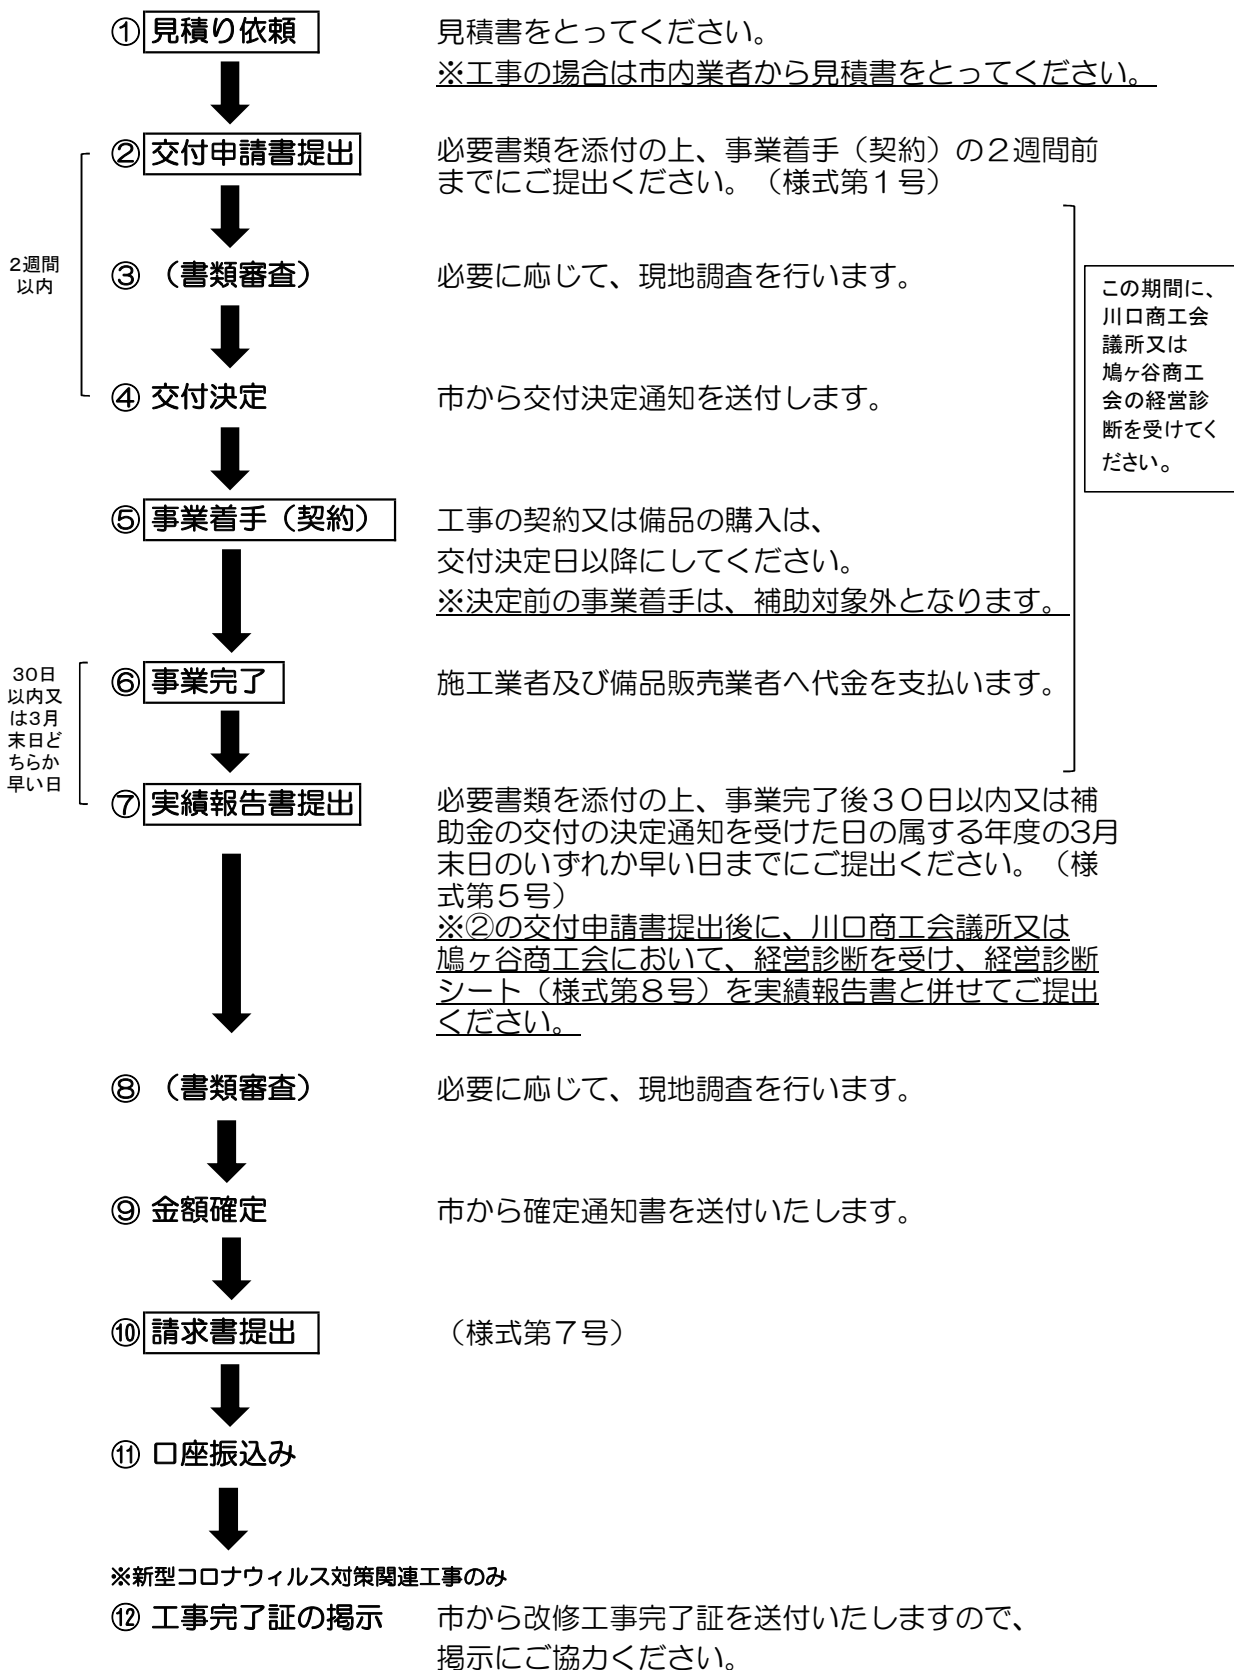 ① 見積り依頼
見積書をとってください。
※工事の場合は市内業者から見積書をとってください。
② 交付申請書提出
必要書類を添付の上、事業着手（契約）の２週間前
までにご提出ください。（様式第１号）
2週間
以内
③ （書類審査）
必要に応じて、現地調査を行います。
この期間に、
川口商工会
議所又は
鳩ヶ谷商工
会の経営診
断を受けてく
ださい。
④ 交付決定
市から交付決定通知を送付します。
⑤ 事業着手（契約）
工事の契約又は備品の購入は、
交付決定日以降にしてください。
※決定前の事業着手は、補助対象外となります。
30日
以内又
は3月
末日ど
ちらか
早い日
⑥ 事業完了
施工業者及び備品販売業者へ代金を支払います。
⑦ 実績報告書提出
必要書類を添付の上、事業完了後３０日以内又は補
助金の交付の決定通知を受けた日の属する年度の3月
末日のいずれか早い日までにご提出ください。（様
式第５号）
※②の交付申請書提出後に、川口商工会議所又は
鳩ヶ谷商工会において、経営診断を受け、経営診断
シート（様式第８号）を実績報告書と併せてご提出
ください。
⑧ （書類審査）
必要に応じて、現地調査を行います。
⑨ 金額確定
市から確定通知書を送付いたします。
⑩ 請求書提出
（様式第７号）
⑪ 口座振込み
※新型コロナウィルス対策関連工事のみ
⑫ 工事完了証の掲示
市から改修工事完了証を送付いたしますので、
掲示にご協力ください。